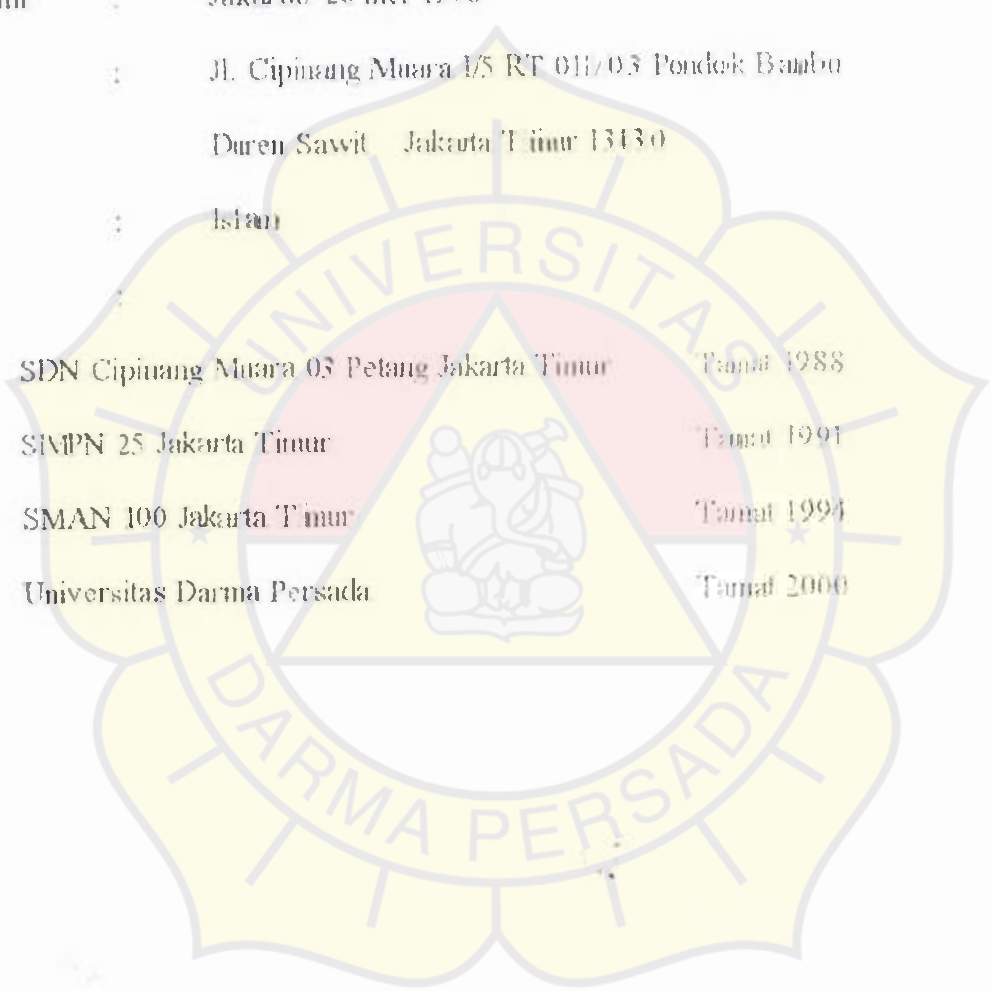 : Jakarta
: Jl. Cipinang Muara I/5 RT 011/03 Pondok Bambu
Duren Sawit Jakarta Timur 13430
: Islam
:
SDN Cipinang Muara 03 Petang Jakarta Timur Tamat 1988
SMPN 25 Jakarta Timur Tamat 1991
SMAN 100 Jakarta Timur Tamat 1994
Universitas Darma Persada Tamat 2000
UNIVERSITAS
DARMA PERSADA